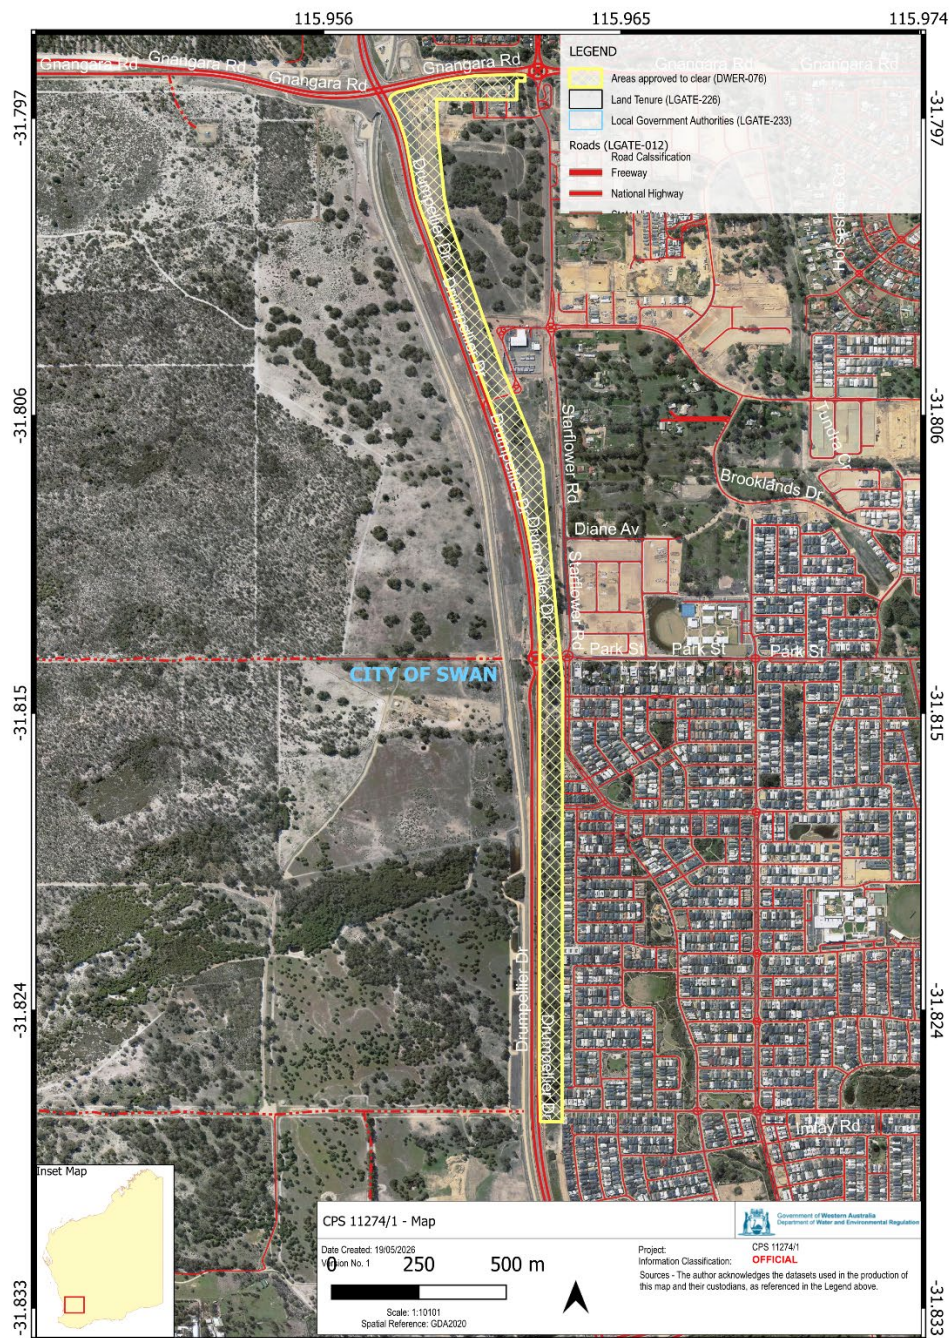 115.956
115.965
115.974
LEGEND
Areas approved to clear (DWER-076)
Land Tenure (LGATE-226)
Local Government Authorities (LGATE-233)
Roads (LGATE-012)
Road Calssification
Freeway
National Highway
Gnangara Rd
Gnangara Rd
Gnangara Rd
Gnangara Rd
Gnangara Rd
Gnangara Rd
-31.797
-31.797
Drumpellier Dr
Drumpellier Dr
-31.806
-31.806
Drumpellier Dr
Starflower Rd
Tundra Cr
Brooklands Dr
Drumpellier Dr
Diane Av
Starflower Rd
Park St
Park St
Park St
CITY OF SWAN
-31.815
-31.815
Drumpellier Dr
Drumpellier Dr
-31.824
-31.824
Imlay Rd
Inset Map
CPS 11274/1 - Map
Government of Western Australia
Department of Water and Environmental Regulation
Date Created: 19/05/2026
Version No. 1
0 250 500 m
Scale: 1:10101
Spatial Reference: GDA2020
Project: CPS 11274/1
Information Classification: OFFICIAL
Sources - The author acknowledges the datasets used in the production of
this map and their custodians, as referenced in the Legend above.
-31.833
-31.833